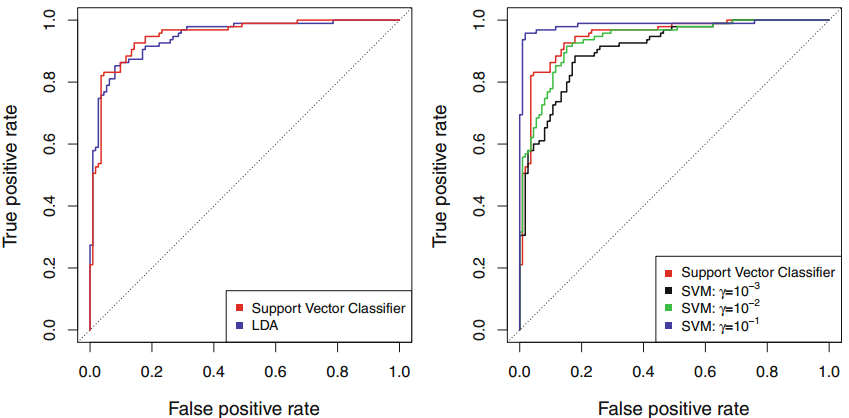 True positive rate
1.0
0.8
0.6
0.4
0.2
0.0
Support Vector Classifier
LDA
0.0 0.2 0.4 0.6 0.8 1.0
False positive rate
True positive rate
1.0
0.8
0.6
0.4
0.2
0.0
Support Vector Classifier
SVM: γ=10⁻³
SVM: γ=10⁻²
SVM: γ=10⁻¹
0.0 0.2 0.4 0.6 0.8 1.0
False positive rate